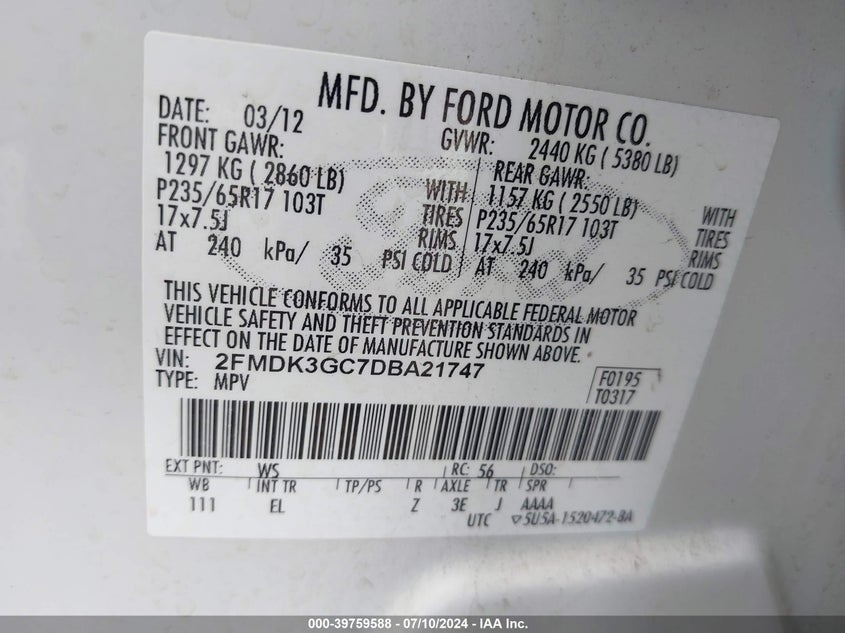 MFD. BY FORD MOTOR CO.
DATE: 03/12 GVWR: 2440 KG ( 5380 LB)
FRONT GAWR: REAR GAWR:
1297 KG ( 2860 LB) WITH 1157 KG ( 2550 LB) WITH
P235/65R17 103T TIRES P235/65R17 103T TIRES
17x7.5J RIMS 17x7.5J RIMS
AT 240 kPa/ 35 PSI COLD AT 240 kPa/ 35 PSI COLD
THIS VEHICLE CONFORMS TO ALL APPLICABLE FEDERAL MOTOR
VEHICLE SAFETY AND THEFT PREVENTION STANDARDS IN
EFFECT ON THE DATE OF MANUFACTURE SHOWN ABOVE.
VIN: 2FMDK3GC7DBA21747
TYPE: MPV
F0195
T0317
EXT PNT: WS RC: 56 DSO:
WB INT TR TP/PS R AXLE TR SPR
111 EL Z 3E J AAAA
UTC ▽5U5A-1520472-BA
000-39759588 - 07/10/2024 - IAA Inc.